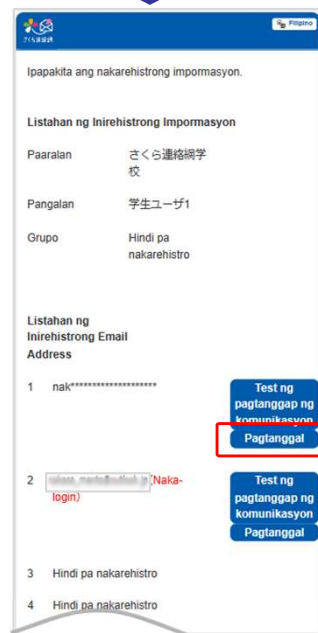 さくら連絡網
Filipino
Ipapakita ang nakarehistrong impormasyon.
Listahan ng Inirehistrong Impormasyon
Paaralan さくら連絡網学
校
Pangalan 学生ユーザ1
Grupo Hindi pa
nakarehistro
Listahan ng
Inirehistrong Email
Address
1 nak********************
Test ng
pagtanggap ng
komunikasyon
Pagtanggal
2 (Naka-
login)
Test ng
pagtanggap ng
komunikasyon
Pagtanggal
3 Hindi pa nakarehistro
4 Hindi pa nakarehistro